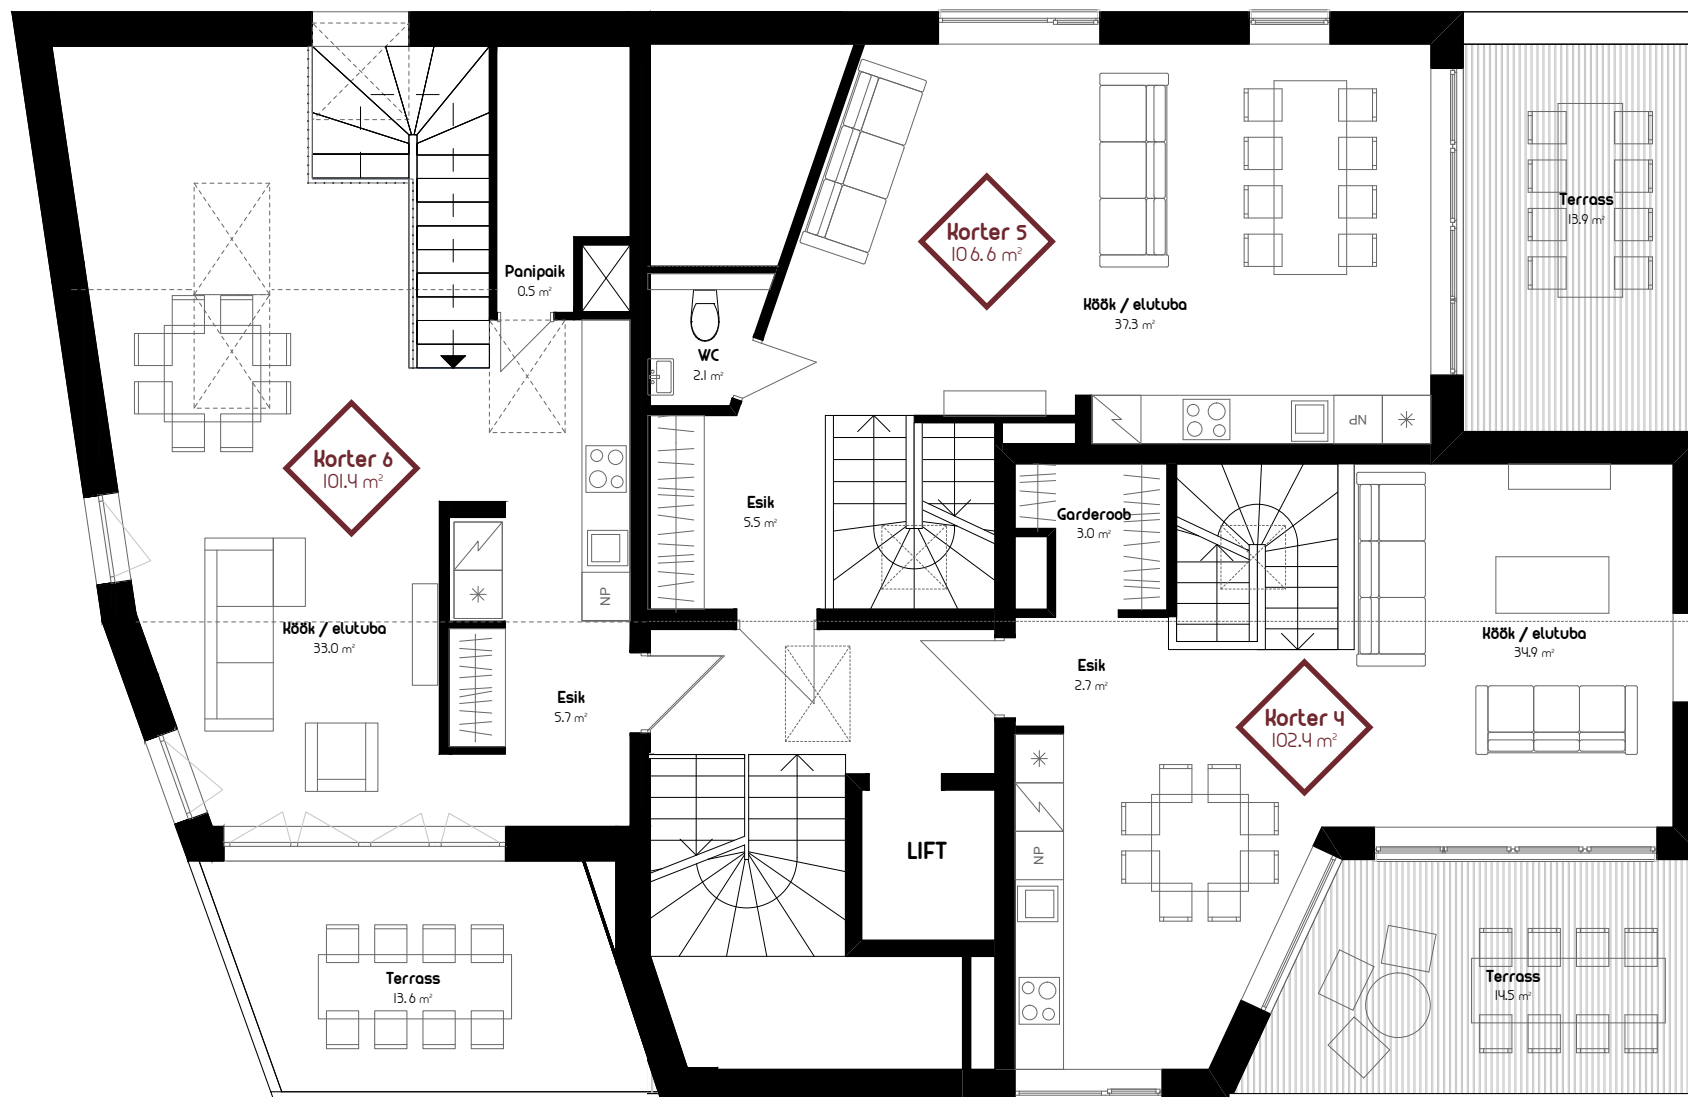 Korter 5
106.6 m²
Terrass
13.9 m²
Panipaik
0.5 m²
Köök / elutuba
37.3 m²
WC
2.1 m²
NP
Korter 6
101.4 m²
Esik
5.5 m²
Garderoob
3.0 m²
NP
Köök / elutuba
33.0 m²
Köök / elutuba
34.9 m²
Esik
5.7 m²
Esik
2.7 m²
Korter 4
102.4 m²
LIFT
NP
Terrass
13.6 m²
Terrass
14.5 m²